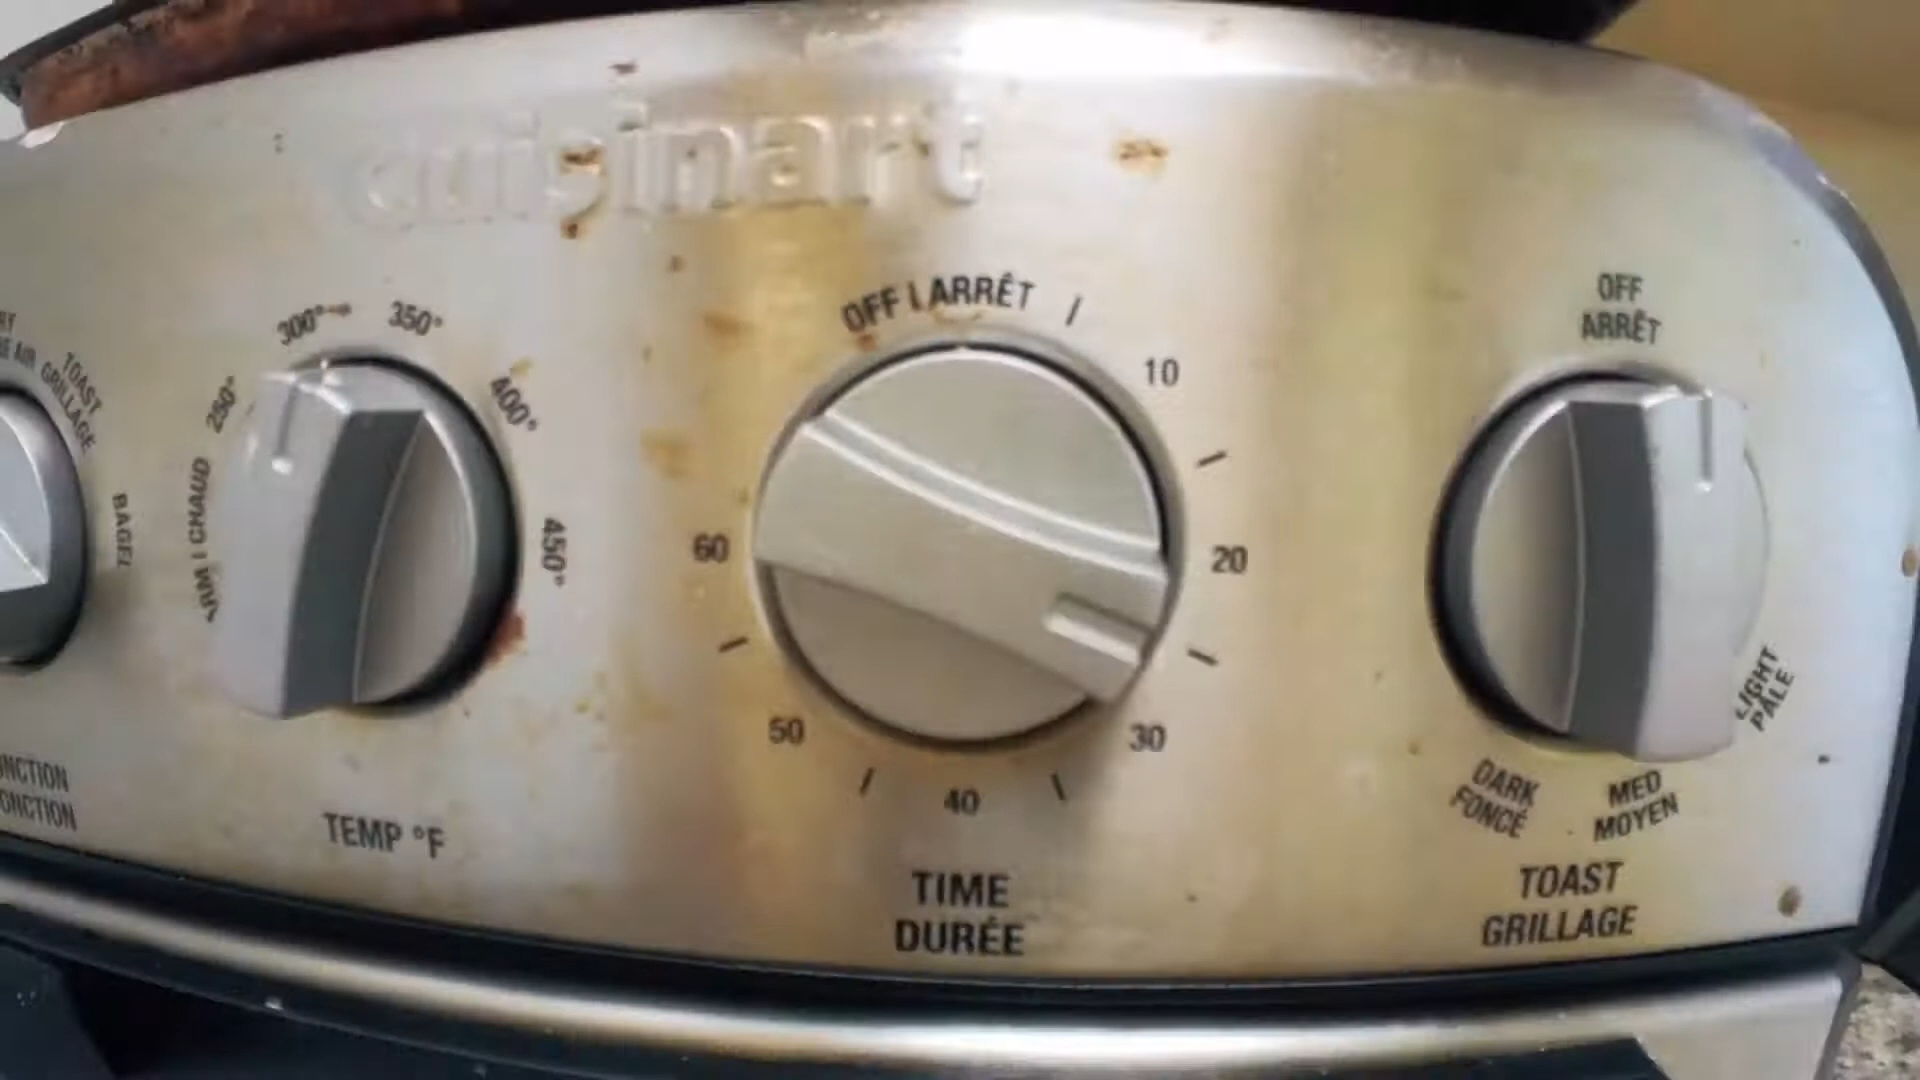 cuisinart
TOAST
GRILLAGE
BAGEL
250°
300°
350°
400°
450°
CHAUD
TEMP °F
OFF | ARRÊT
10
20
30
40
50
60
TIME
DURÉE
OFF
ARRÊT
LIGHT
PÂLE
MED
MOYEN
DARK
FONCÉ
TOAST
GRILLAGE